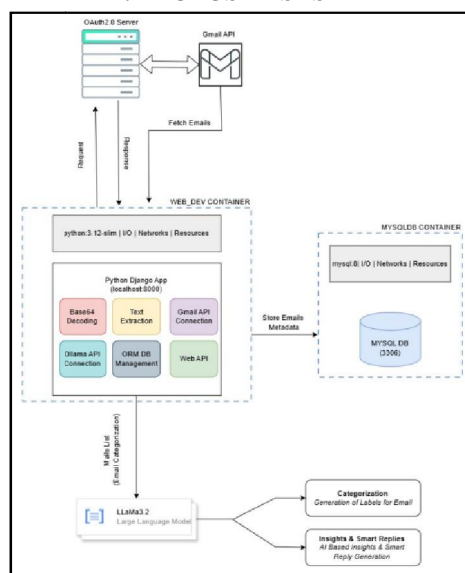 OAuth2.0 Server
Gmail API
Fetch Emails
Request
Response
WEB_DEV CONTAINER
python:3.12-slim | I/O | Networks | Resources
MYSQLDB CONTAINER
mysql:8| I/O | Networks | Resources
Python Django App
(localhost:8000)
Base64
Decoding
Text
Extraction
Gmail API
Connection
Ollama API
Connection
ORM DB
Management
Web API
Store Emails
Metadata
MYSQL DB
(3306)
Mails List
(Email Categorization)
LLaMa3.2
Large Language Model
Categorization
Generation of Labels for Email
Insights & Smart Replies
AI Based Insights & Smart
Reply Generation